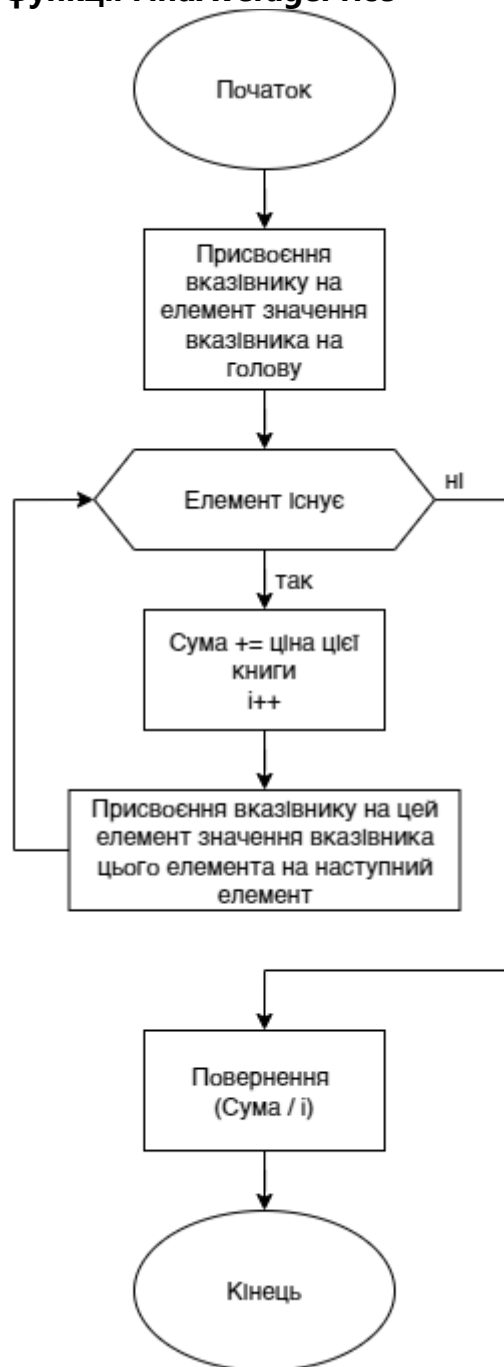 Початок
Присвоєння
вказівнику на
елемент значення
вказівника на
голову
Елемент існує
ні
так
Сума += ціна цієї
книги
i++
Присвоєння вказівнику на цей
елемент значення вказівника
цього елемента на наступний
елемент
Повернення
(Сума / i)
Кінець